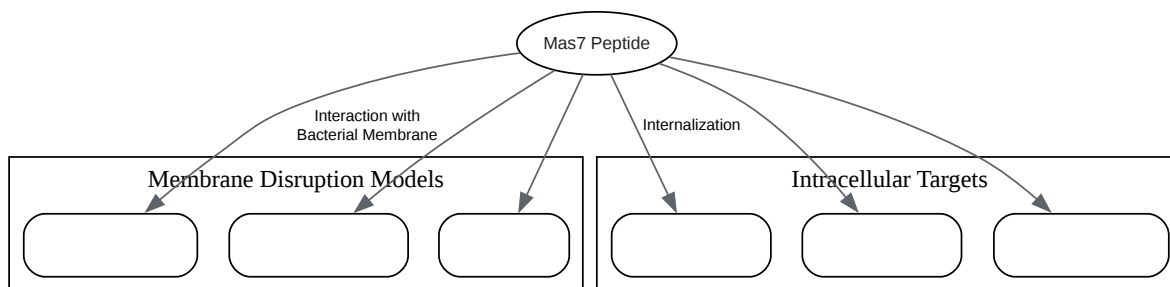 Mas7 Peptide
Interaction with
Bacterial Membrane
Internalization
Membrane Disruption Models
Intracellular Targets